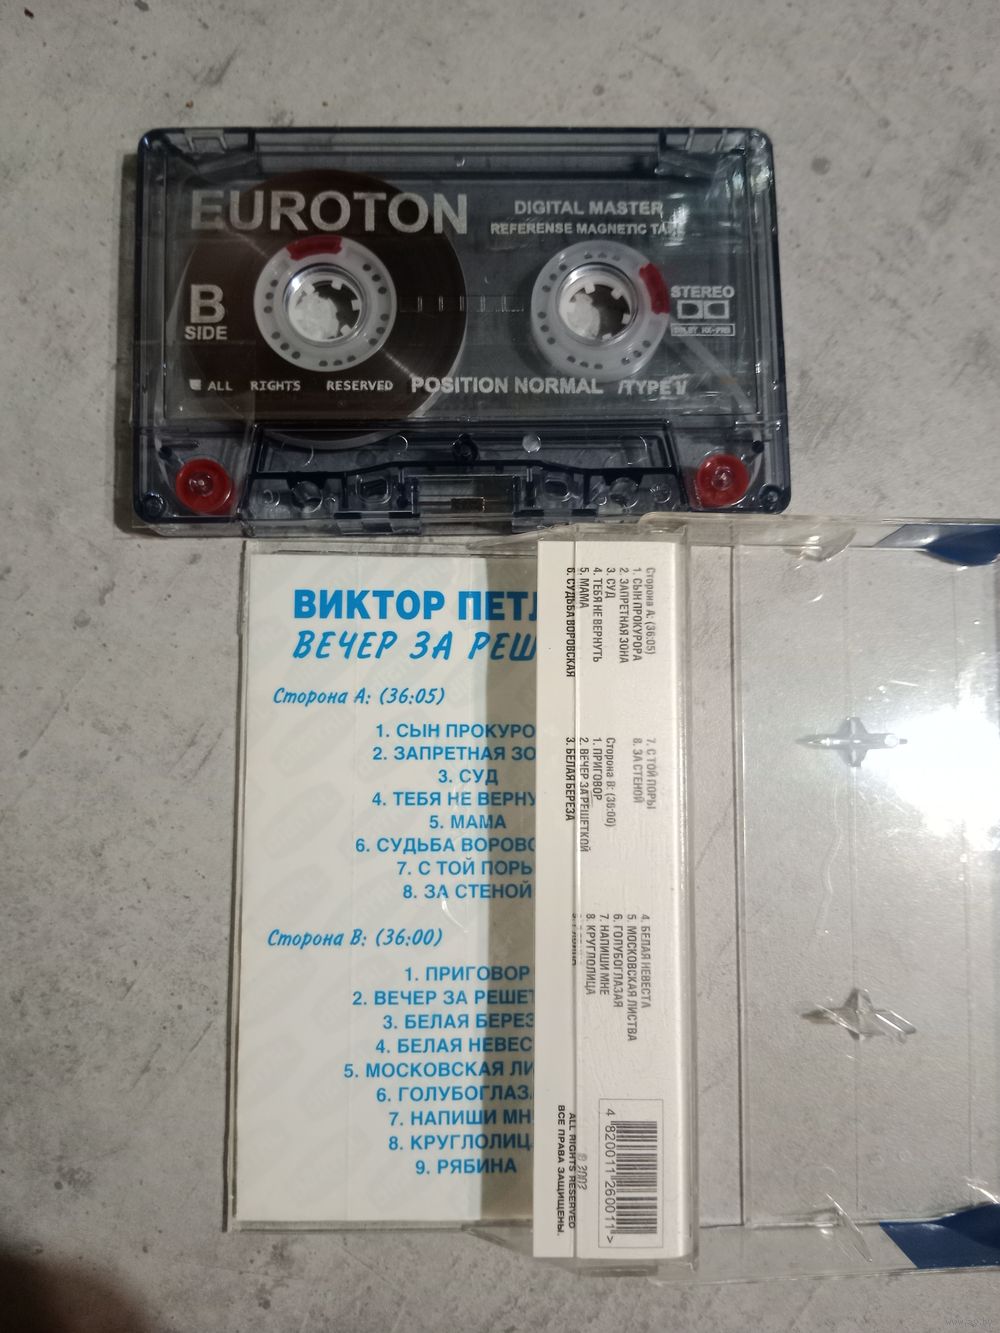 EUROTON
DIGITAL MASTER
REFERENSE MAGNETIC TA
B
SIDE
STEREO
DOLBY HX-PRO
ALL RIGHTS RESERVED
POSITION NORMAL /TYPE I/
ВИКТОР ПЕТЛ
ВЕЧЕР ЗА РЕШ
Сторона А: (36:05)
1. СЫН ПРОКУРО
2. ЗАПРЕТНАЯ ЗО
3. СУД
4. ТЕБЯ НЕ ВЕРНУ
5. МАМА
6. СУДЬБА ВОРОВС
7. С ТОЙ ПОРЫ
8. ЗА СТЕНОЙ
Сторона В: (36:00)
1. ПРИГОВОР
2. ВЕЧЕР ЗА РЕШЕТ
3. БЕЛАЯ БЕРЕЗ
4. БЕЛАЯ НЕВЕС
5. МОСКОВСКАЯ ЛИ
6. ГОЛУБОГЛАЗ
7. НАПИШИ МН
8. КРУГЛОЛИЦ
9. РЯБИНА
Сторона А: (36:05)
1. СЫН ПРОКУРОРА
2. ЗАПРЕТНАЯ ЗОНА
3. СУД
4. ТЕБЯ НЕ ВЕРНУТЬ
5. МАМА
6. СУДЬБА ВОРОВСКАЯ
7. С ТОЙ ПОРЫ
8. ЗА СТЕНОЙ
Сторона В: (36:00)
1. ПРИГОВОР
2. ВЕЧЕР ЗА РЕШЕТКОЙ
3. БЕЛАЯ БЕРЕЗА
4. БЕЛАЯ НЕВЕСТА
5. МОСКОВСКАЯ ЛИСТВА
6. ГОЛУБОГЛАЗАЯ
7. НАПИШИ МНЕ
8. КРУГЛОЛИЦА
4 820011 260011 >
© 2003
ALL RIGHTS RESERVED
ВСЕ ПРАВА ЗАЩИЩЕНЫ.